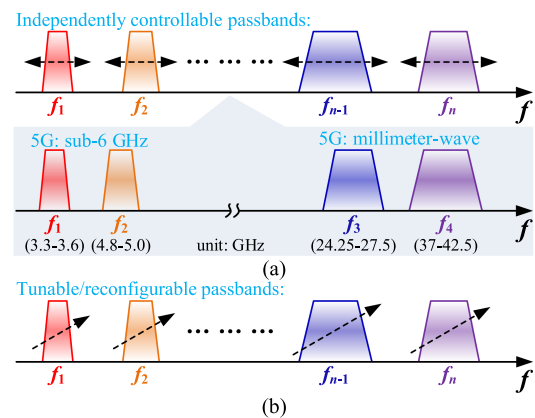 Independently controllable passbands:
... ... ...
f1 f2 fn-1 fn f
5G: sub-6 GHz 5G: millimeter-wave
f1 f2 f3 f4 f
(3.3-3.6) (4.8-5.0) unit: GHz (24.25-27.5) (37-42.5)
(a)
Tunable/reconfigurable passbands:
... ... ...
f1 f2 fn-1 fn f
(b)